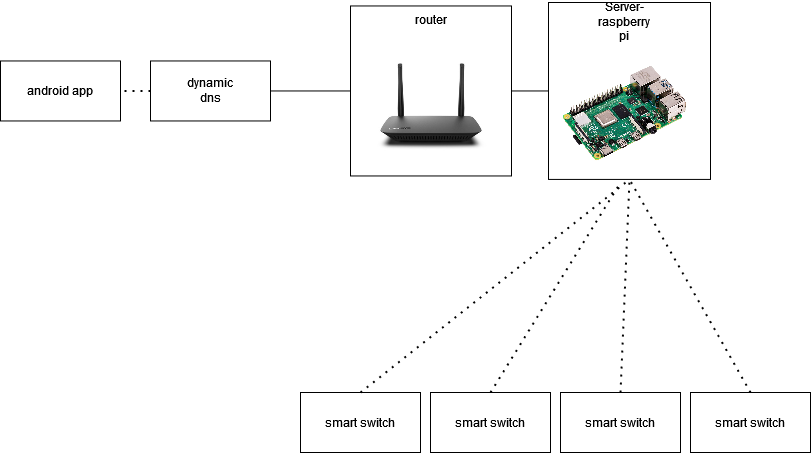 router
Server-
raspberry
pi
android app
dynamic
dns
smart switch
smart switch
smart switch
smart switch